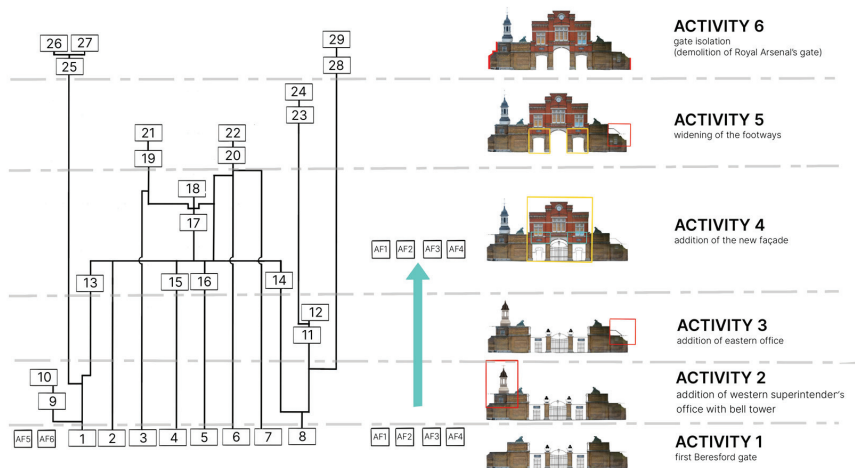 26 27
25
29
28
ACTIVITY 6
gate isolation
(demolition of Royal Arsenal's gate)
24
23
21
19
22
20
ACTIVITY 5
widening of the footways
18
17
13
15
16
14
AF1 AF2 AF3 AF4
ACTIVITY 4
addition of the new façade
12
11
ACTIVITY 3
addition of eastern office
10
9
ACTIVITY 2
addition of western superintender's
office with bell tower
AF5 AF6 1 2 3 4 5 6 7 8
AF1 AF2 AF3 AF4
ACTIVITY 1
first Beresford gate